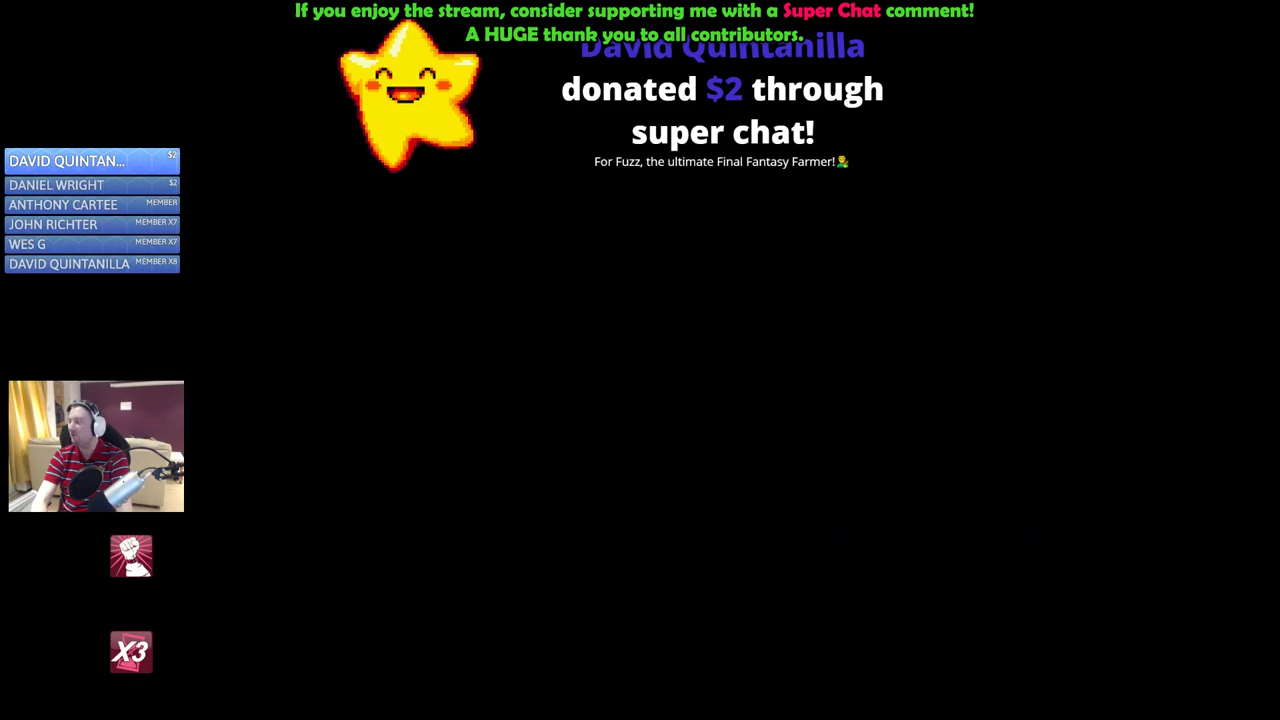 If you enjoy the stream, consider supporting me with a Super Chat comment!
A HUGE thank you to all contributors.
David Quintanilla
donated $2 through
super chat!
For Fuzz, the ultimate Final Fantasy Farmer!👨‍🌾
DAVID QUINTAN... $2
DANIEL WRIGHT $2
ANTHONY CARTEE MEMBER
JOHN RICHTER MEMBER X7
WES G MEMBER X7
DAVID QUINTANILLA MEMBER X8
X3